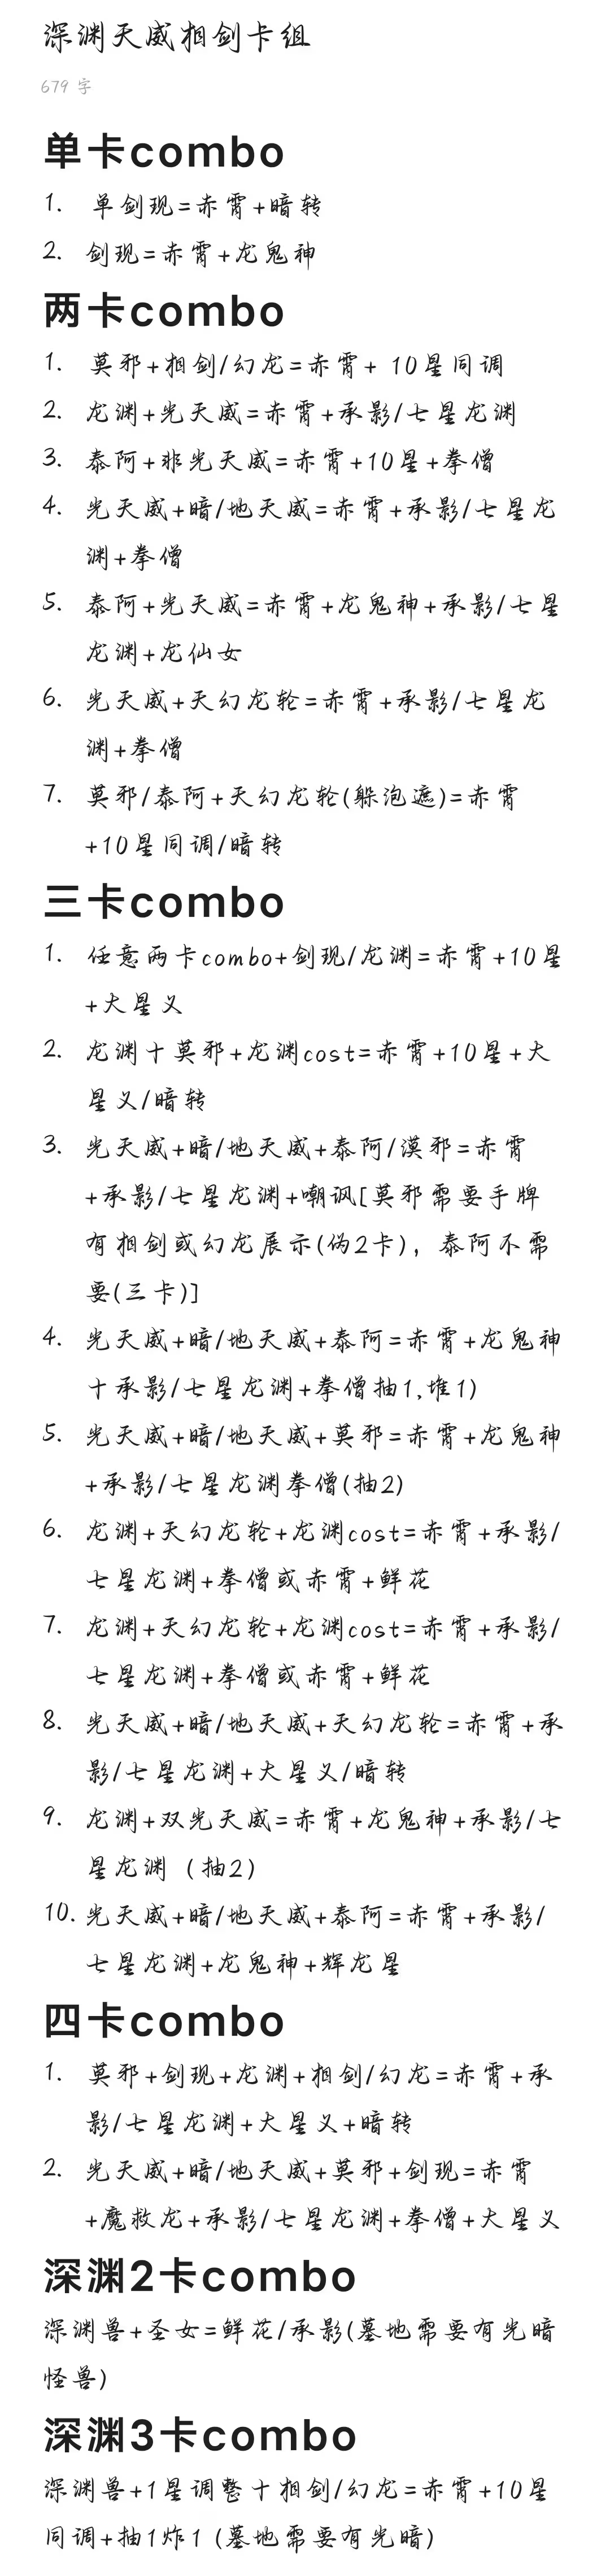 深渊天威相剑卡组
679 字
单卡combo
1. 单剑现=赤霄+暗转
2. 剑现=赤霄+龙鬼神
两卡combo
1. 莫邪+相剑/幻龙=赤霄+ 10星同调
2. 龙渊+光天威=赤霄+承影/七星龙渊
3. 泰阿+非光天威=赤霄+10星+拳僧
4. 光天威+暗/地天威=赤霄+承影/七星龙
渊+拳僧
5. 泰阿+光天威=赤霄+龙鬼神+承影/七星
龙渊+龙仙女
6. 光天威+天幻龙轮=赤霄+承影/七星龙
渊+拳僧
7. 莫邪/泰阿+天幻龙轮(躲泡遮)=赤霄
+10星同调/暗转
三卡combo
1. 任意两卡combo+剑现/龙渊=赤霄+10星
+大星义
2. 龙渊十莫邪+龙渊cost=赤霄+10星+大
星义/暗转
3. 光天威+暗/地天威+泰阿/漠邪=赤霄
+承影/七星龙渊+嘲讽[莫邪需要手牌
有相剑或幻龙展示(伪2卡)，泰阿不需
要(三卡)]
4. 光天威+暗/地天威+泰阿=赤霄+龙鬼神
十承影/七星龙渊+拳僧抽1,堆1)
5. 光天威+暗/地天威+莫邪=赤霄+龙鬼神
+承影/七星龙渊拳僧(抽2)
6. 龙渊+天幻龙轮+龙渊cost=赤霄+承影/
七星龙渊+拳僧或赤霄+鲜花
7. 龙渊+天幻龙轮+龙渊cost=赤霄+承影/
七星龙渊+拳僧或赤霄+鲜花
8. 光天威+暗/地天威+天幻龙轮=赤霄+承
影/七星龙渊+大星义/暗转
9. 龙渊+双光天威=赤霄+龙鬼神+承影/七
星龙渊（抽2）
10. 光天威+暗/地天威+泰阿=赤霄+承影/
七星龙渊+龙鬼神+辉龙星
四卡combo
1. 莫邪+剑现+龙渊+相剑/幻龙=赤霄+承
影/七星龙渊+大星义+暗转
2. 光天威+暗/地天威+莫邪+剑现=赤霄
+魔救龙+承影/七星龙渊+拳僧+大星义
深渊2卡combo
深渊兽+圣女=鲜花/承影(墓地需要有光暗
怪兽)
深渊3卡combo
深渊兽+1星调整十相剑/幻龙=赤霄+10星
同调+抽1炸1（墓地需要有光暗）